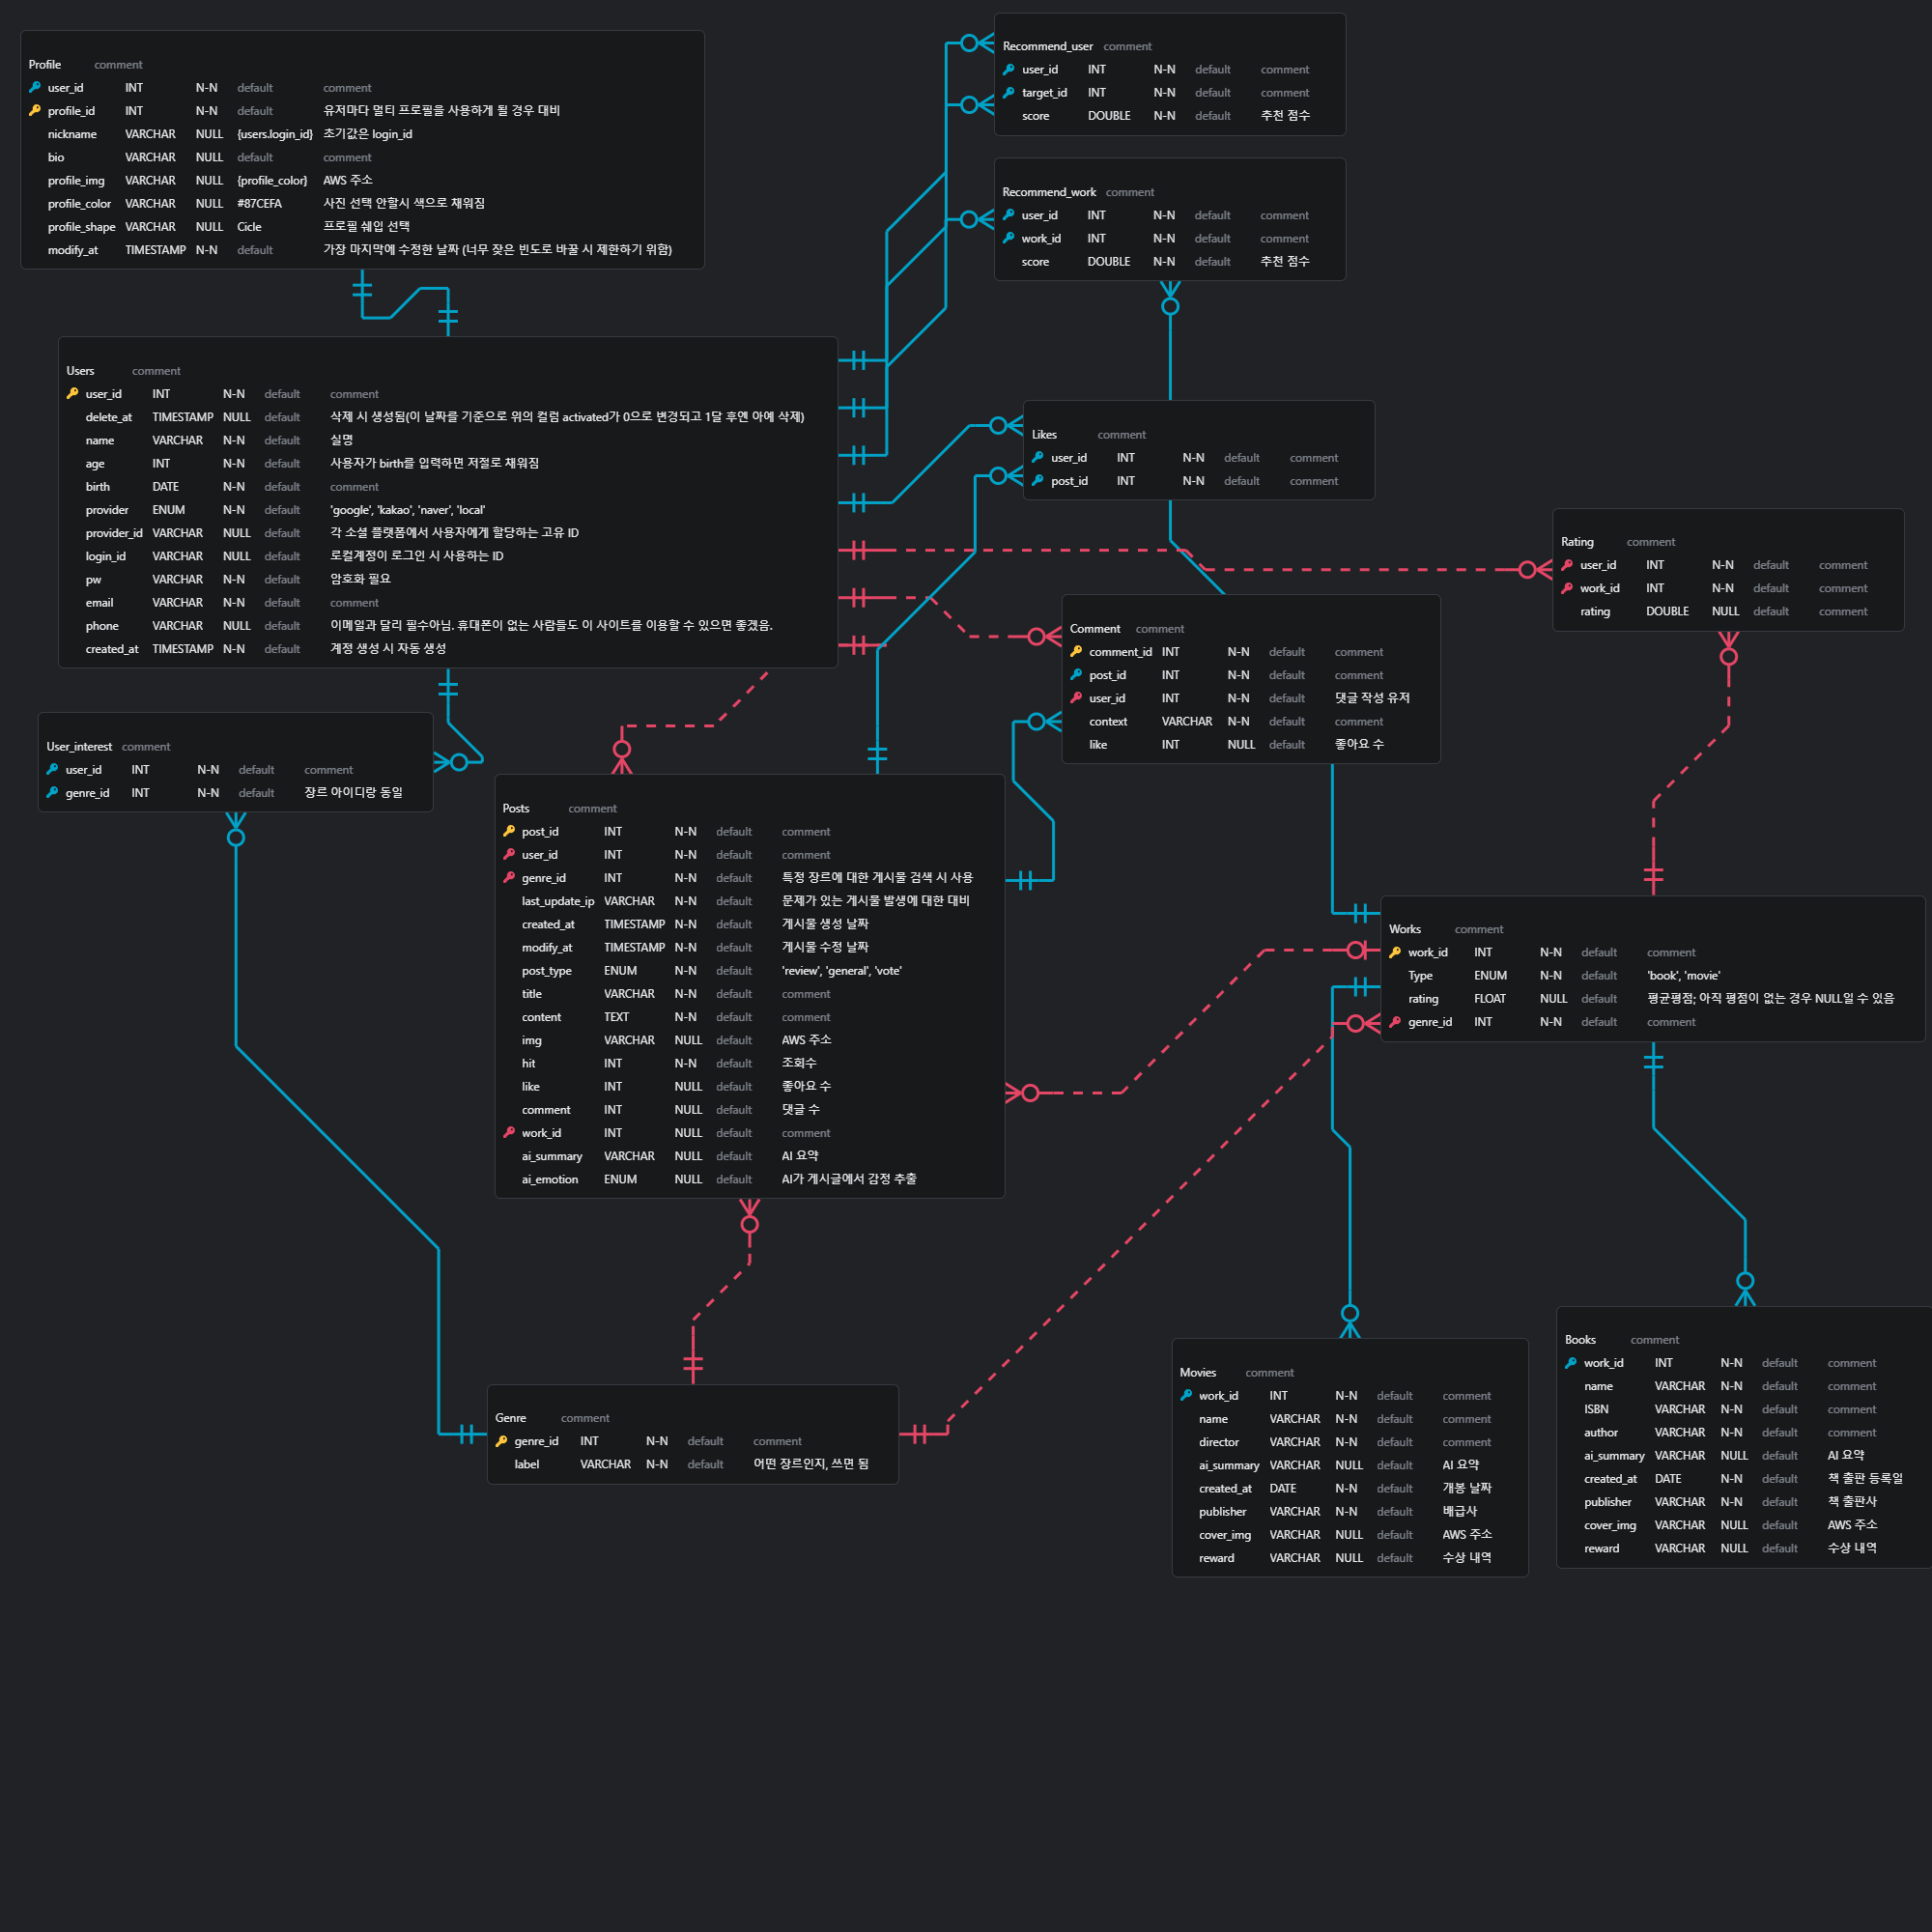 Profile comment
user_id INT N-N default comment
profile_id INT N-N default 유저마다 멀티 프로필을 사용하게 될 경우 대비
nickname VARCHAR NULL {users.login_id} 초기값은 login_id
bio VARCHAR NULL default comment
profile_img VARCHAR NULL {profile_color} AWS 주소
profile_color VARCHAR NULL #87CEFA 사진 선택 안할시 색으로 채워짐
profile_shape VARCHAR NULL Cicle 프로필 쉐입 선택
modify_at TIMESTAMP N-N default 가장 마지막에 수정한 날짜 (너무 잦은 빈도로 바꿀 시 제한하기 위함)
Recommend_user comment
user_id INT N-N default comment
target_id INT N-N default comment
score DOUBLE N-N default 추천 점수
Recommend_work comment
user_id INT N-N default comment
work_id INT N-N default comment
score DOUBLE N-N default 추천 점수
Users comment
user_id INT N-N default comment
delete_at TIMESTAMP NULL default 삭제 시 생성됨(이 날짜를 기준으로 위의 컬럼 activated가 0으로 변경되고 1달 후엔 아예 삭제)
name VARCHAR N-N default 실명
age INT N-N default 사용자가 birth를 입력하면 저절로 채워짐
birth DATE N-N default comment
provider ENUM N-N default 'google', 'kakao', 'naver', 'local'
provider_id VARCHAR NULL default 각 소셜 플랫폼에서 사용자에게 할당하는 고유 ID
login_id VARCHAR NULL default 로컬계정이 로그인 시 사용하는 ID
pw VARCHAR N-N default 암호화 필요
email VARCHAR N-N default comment
phone VARCHAR NULL default 이메일과 달리 필수아님. 휴대폰이 없는 사람들도 이 사이트를 이용할 수 있으면 좋겠음.
created_at TIMESTAMP N-N default 계정 생성 시 자동 생성
Likes comment
user_id INT N-N default comment
post_id INT N-N default comment
Rating comment
user_id INT N-N default comment
work_id INT N-N default comment
rating DOUBLE NULL default comment
Comment comment
comment_id INT N-N default comment
post_id INT N-N default comment
user_id INT N-N default 댓글 작성 유저
context VARCHAR N-N default comment
like INT NULL default 좋아요 수
User_interest comment
user_id INT N-N default comment
genre_id INT N-N default 장르 아이디랑 동일
Posts comment
post_id INT N-N default comment
user_id INT N-N default comment
genre_id INT N-N default 특정 장르에 대한 게시물 검색 시 사용
last_update_ip VARCHAR N-N default 문제가 있는 게시물 발생에 대한 대비
created_at TIMESTAMP N-N default 게시물 생성 날짜
modify_at TIMESTAMP N-N default 게시물 수정 날짜
post_type ENUM N-N default 'review', 'general', 'vote'
title VARCHAR N-N default comment
content TEXT N-N default comment
img VARCHAR NULL default AWS 주소
hit INT N-N default 조회수
like INT NULL default 좋아요 수
comment INT NULL default 댓글 수
work_id INT NULL default comment
ai_summary VARCHAR NULL default AI 요약
ai_emotion ENUM NULL default AI가 게시글에서 감정 추출
Works comment
work_id INT N-N default comment
Type ENUM N-N default 'book', 'movie'
rating FLOAT NULL default 평균평점; 아직 평점이 없는 경우 NULL일 수 있음
genre_id INT N-N default comment
Genre comment
genre_id INT N-N default comment
label VARCHAR N-N default 어떤 장르인지, 쓰면 됨
Movies comment
work_id INT N-N default comment
name VARCHAR N-N default comment
director VARCHAR N-N default comment
ai_summary VARCHAR NULL default AI 요약
created_at DATE N-N default 개봉 날짜
publisher VARCHAR N-N default 배급사
cover_img VARCHAR NULL default AWS 주소
reward VARCHAR NULL default 수상 내역
Books comment
work_id INT N-N default comment
name VARCHAR N-N default comment
ISBN VARCHAR N-N default comment
author VARCHAR N-N default comment
ai_summary VARCHAR NULL default AI 요약
created_at DATE N-N default 책 출판 등록일
publisher VARCHAR N-N default 책 출판사
cover_img VARCHAR NULL default AWS 주소
reward VARCHAR NULL default 수상 내역